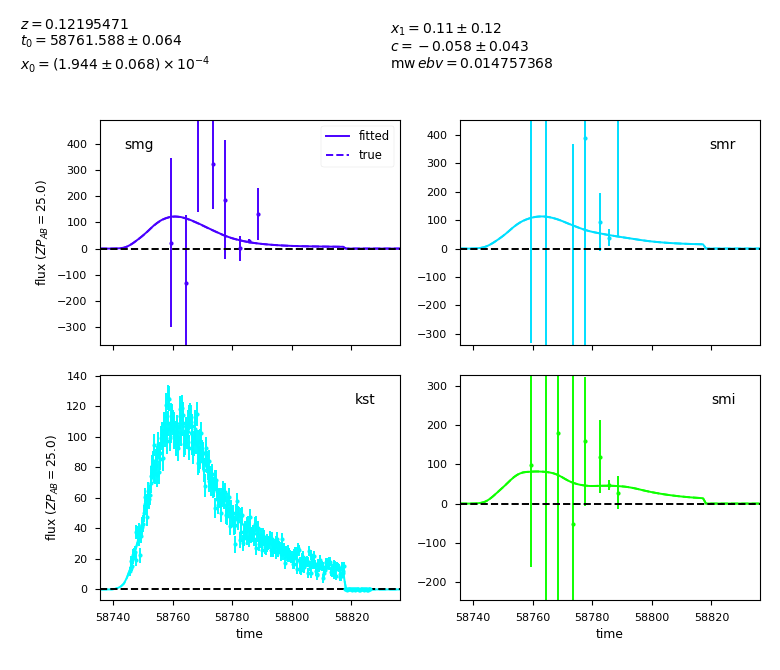 z = 0.12195471
t₀ = 58761.588 ± 0.064
x₀ = (1.944 ± 0.068) × 10⁻⁴
x₁ = 0.11 ± 0.12
c = −0.058 ± 0.043
mw ebv = 0.014757368
smg
fitted
true
400
300
200
100
0
−100
−200
−300
flux (ZP_AB = 25.0)
smr
400
300
200
100
0
−100
−200
−300
kst
140
120
100
80
60
40
20
0
flux (ZP_AB = 25.0)
58740 58760 58780 58800 58820
time
smi
300
200
100
0
−100
−200
58740 58760 58780 58800 58820
time